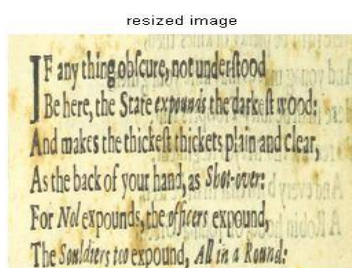 resized image
IF any thing obſcure, not underſtood
Be here, the State expounds the darkeſt wood:
And makes the thickeſt thickets plain and clear,
As the back of your hand, as Shot-over:
For Nol expounds, the officers expound,
The Souldiers too expound, All in a Round: